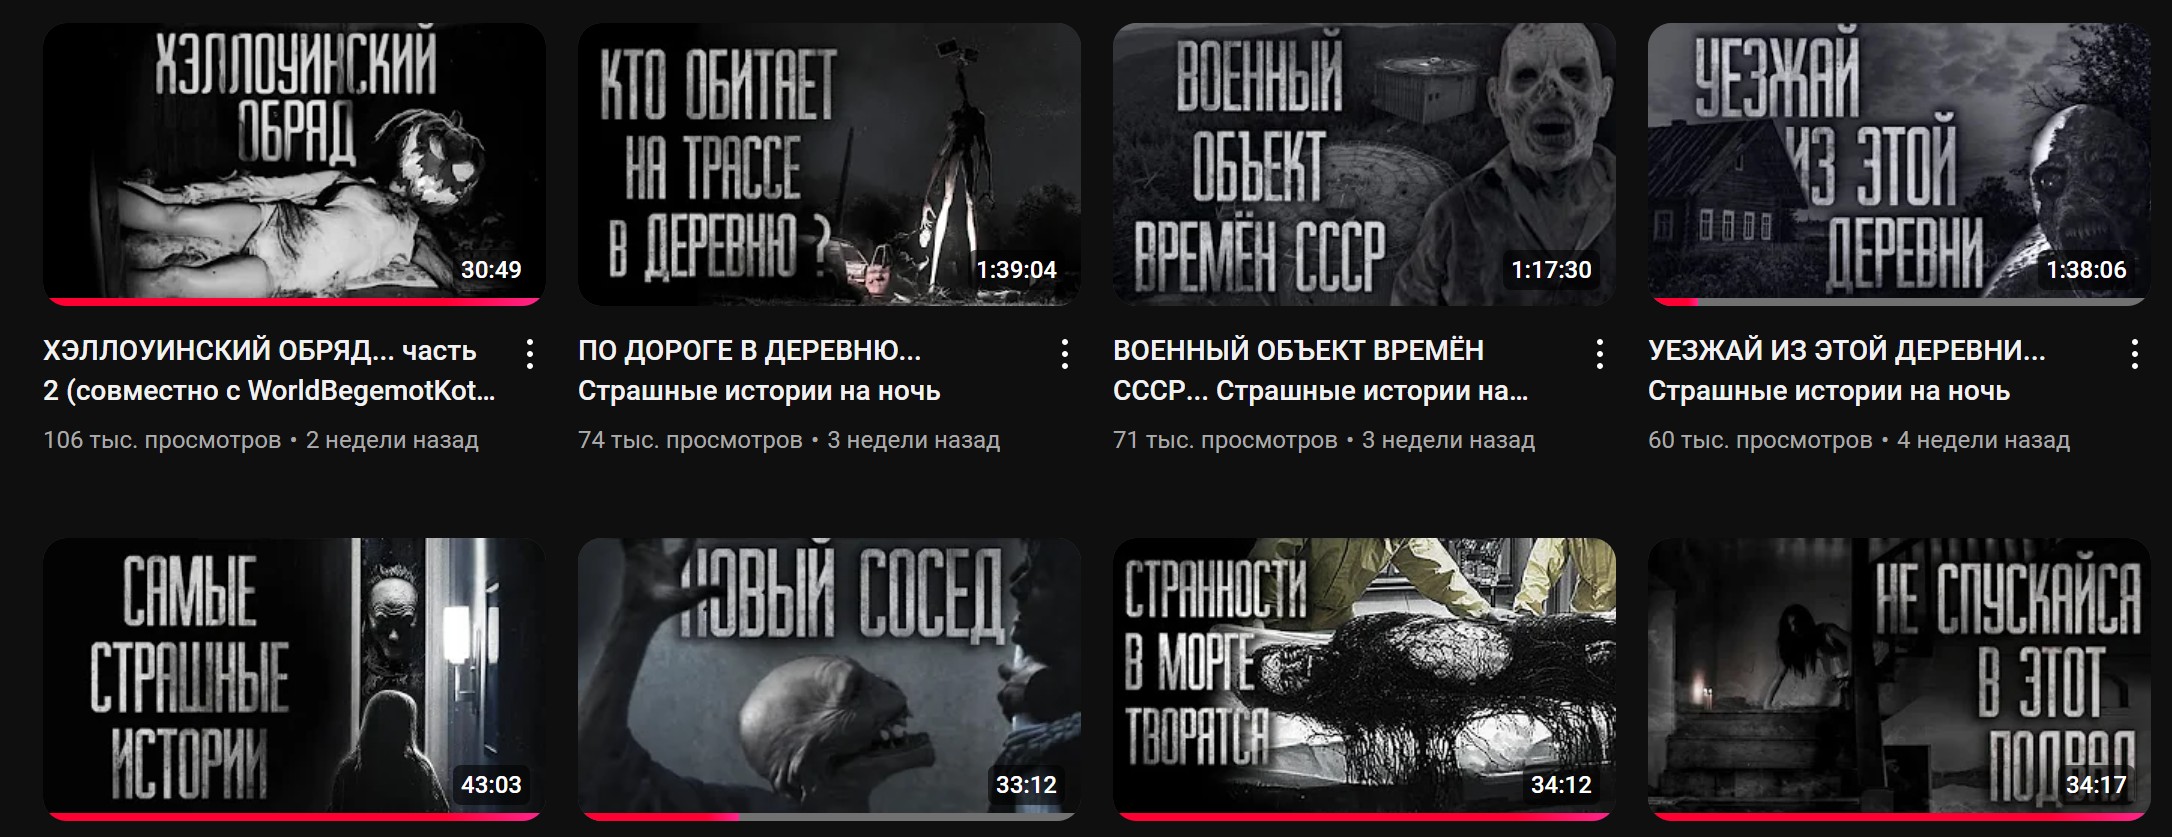 ХЭЛЛОУИНСКИЙ
ОБРЯД
30:49
ХЭЛЛОУИНСКИЙ ОБРЯД... часть
2 (совместно с WorldBegemotKot...
106 тыс. просмотров • 2 недели назад
КТО ОБИТАЕТ
НА ТРАССЕ
В ДЕРЕВНЮ ?
1:39:04
ПО ДОРОГЕ В ДЕРЕВНЮ...
Страшные истории на ночь
74 тыс. просмотров • 3 недели назад
ВОЕННЫЙ
ОБЪЕКТ
ВРЕМЁН СССР
1:17:30
ВОЕННЫЙ ОБЪЕКТ ВРЕМЁН
СССР... Страшные истории на...
71 тыс. просмотров • 3 недели назад
УЕЗЖАЙ
ИЗ ЭТОЙ
ДЕРЕВНИ
1:38:06
УЕЗЖАЙ ИЗ ЭТОЙ ДЕРЕВНИ...
Страшные истории на ночь
60 тыс. просмотров • 4 недели назад
САМЫЕ
СТРАШНЫЕ
ИСТОРИИ
43:03
НОВЫЙ СОСЕД
33:12
СТРАННОСТИ
В МОРГЕ
ТВОРЯТСЯ
34:12
НЕ СПУСКАЙСЯ
В ЭТОТ
ПОДВАЛ
34:17